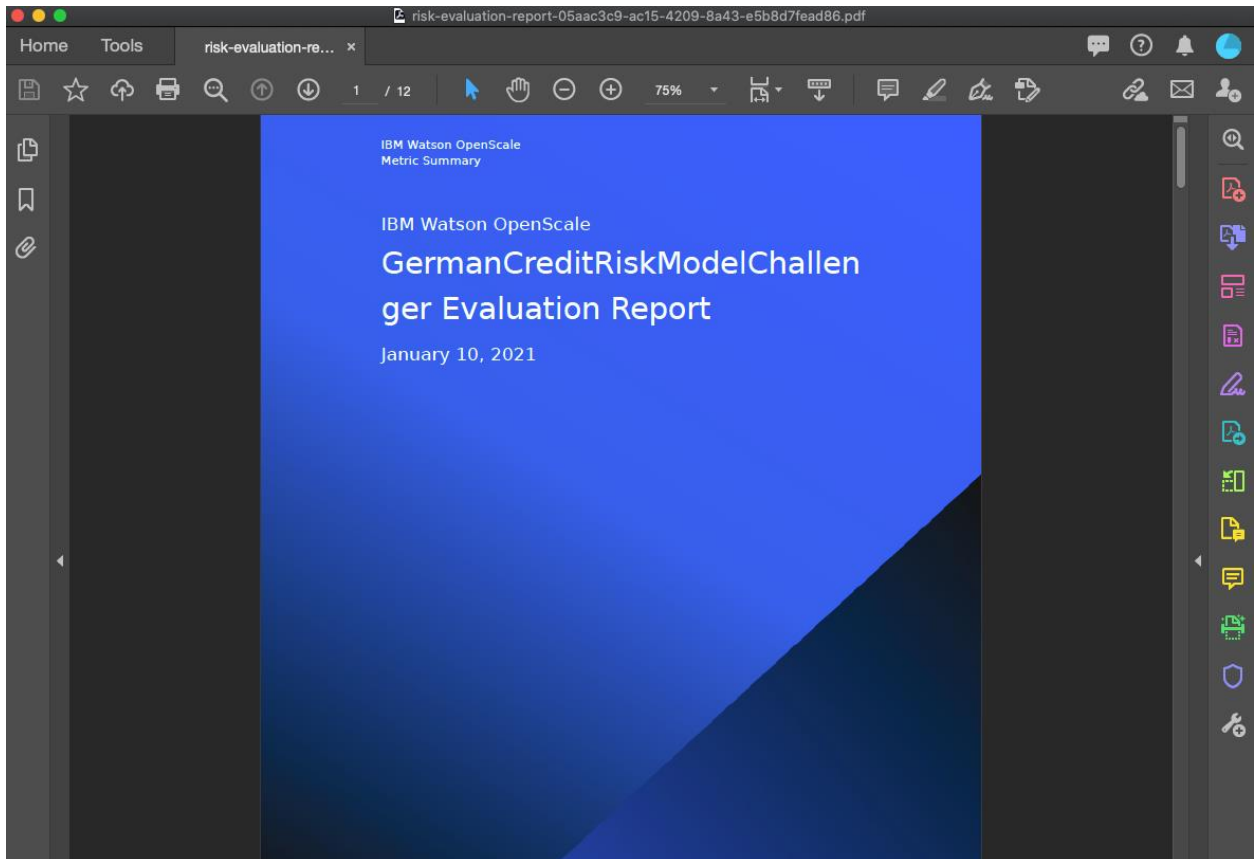 risk-evaluation-report-05aac3c9-ac15-4209-8a43-e5b8d7fead86.pdf
Home Tools risk-evaluation-re... ×
1 / 12 75%
IBM Watson OpenScale
Metric Summary
IBM Watson OpenScale
GermanCreditRiskModelChallen
ger Evaluation Report
January 10, 2021